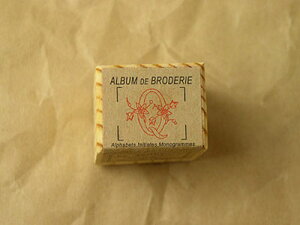 ALBUM DE BRODERIE
Q
Alphabets.Initiales.Monogrammes